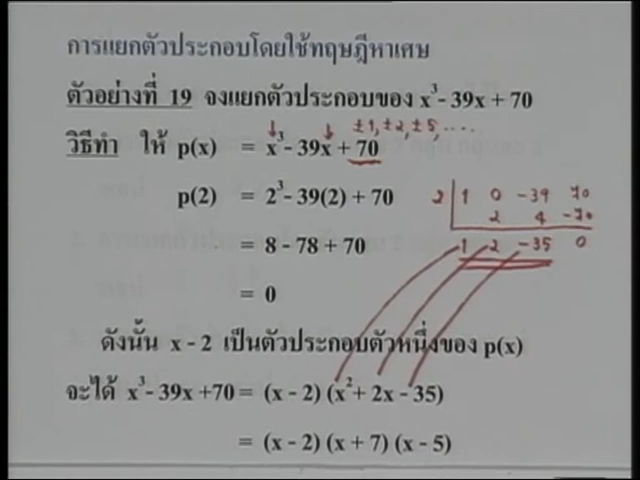 การแยกตัวประกอบโดยใช้ทฤษฎีหาเศษ
ตัวอย่างที่ 19 จงแยกตัวประกอบของ x³- 39x + 70
±1, ±2, ±5, ....
วิธีทำ ให้ p(x) = x³- 39x + 70
p(2) = 2³- 39(2) + 70
= 8 - 78 + 70
= 0
2 1 0 -39 70
2 4 -70
1 2 -35 0
ดังนั้น x - 2 เป็นตัวประกอบตัวหนึ่งของ p(x)
จะได้ x³- 39x +70 = (x - 2) (x²+ 2x - 35)
= (x - 2) (x + 7) (x - 5)